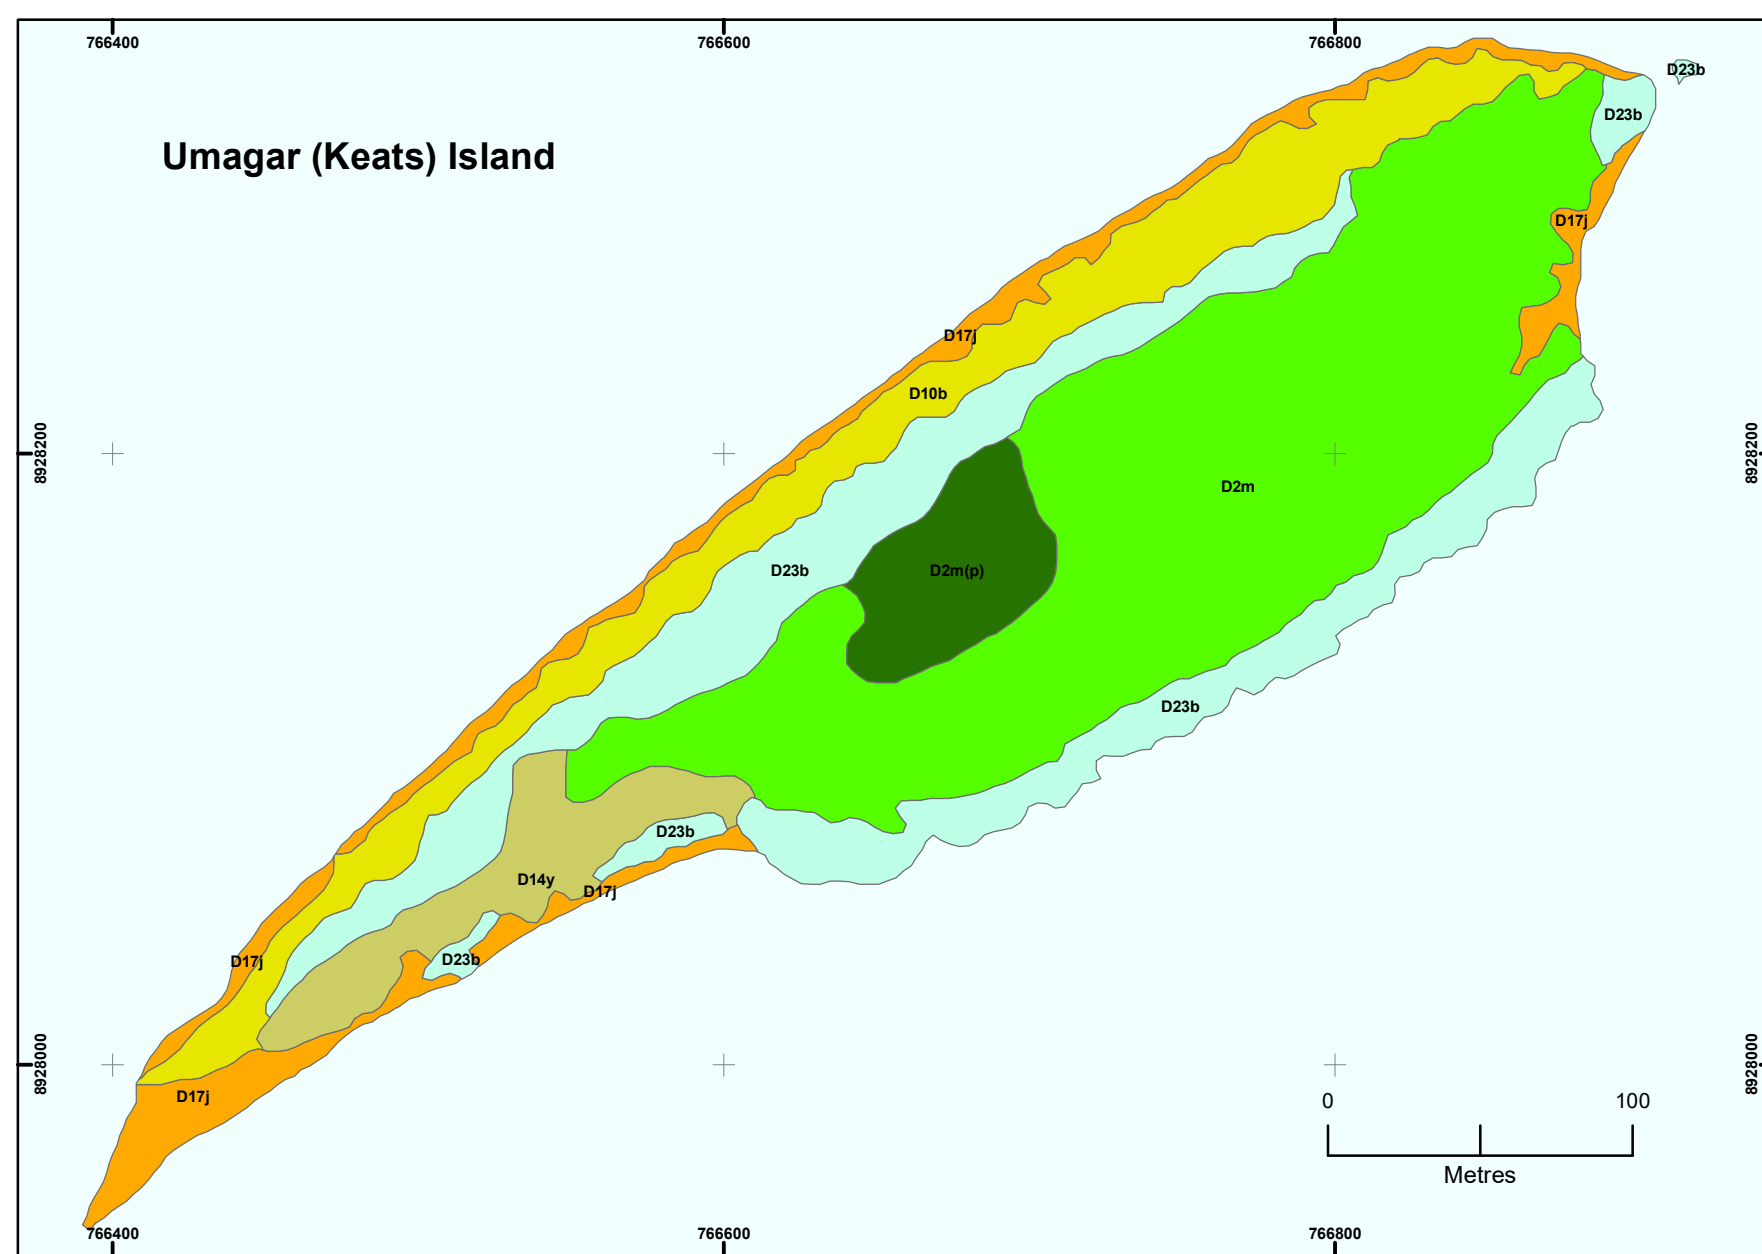 766400 766600 766800
D23b
D23b
Umagar (Keats) Island
D17j
D17j
D10b
8928200 8928200
D2m
D23b D2m(p)
D23b
D23b
D14y D17j
D17j D23b
8928000 8928000
D17j
0 100
Metres
766400 766600 766800